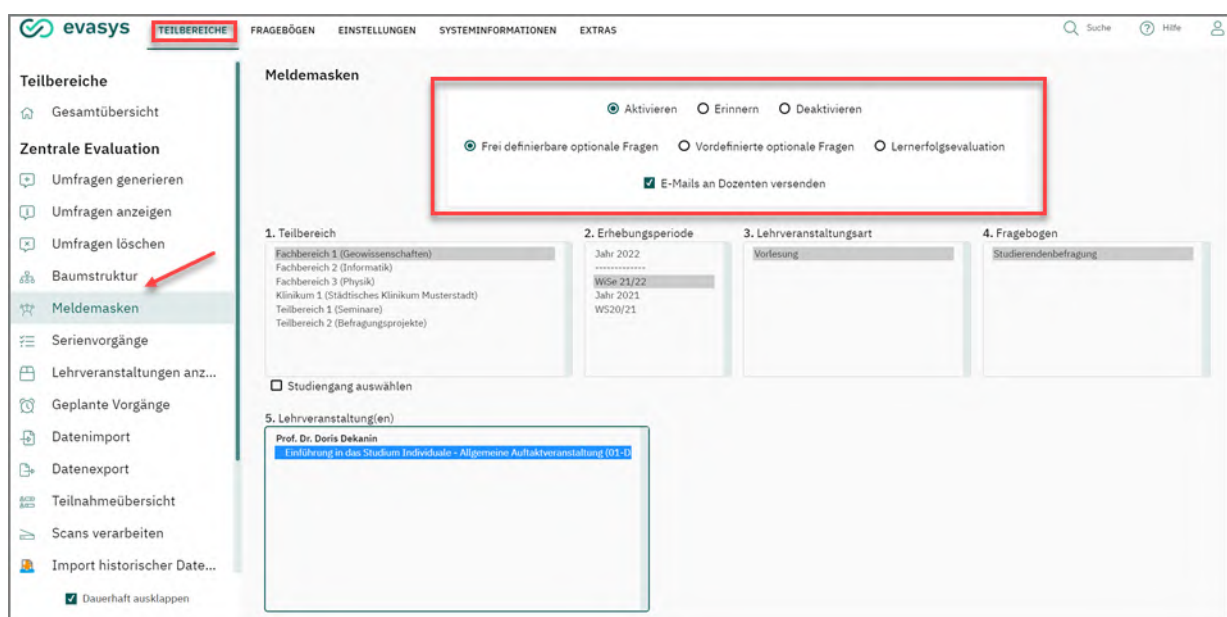 evasys TEILBEREICHE FRAGEBÖGEN EINSTELLUNGEN SYSTEMINFORMATIONEN EXTRAS Suche ? Hilfe
Teilbereiche
Gesamtübersicht
Zentrale Evaluation
Umfragen generieren
Umfragen anzeigen
Umfragen löschen
Baumstruktur
Meldemasken
Serienvorgänge
Lehrveranstaltungen anz...
Geplante Vorgänge
Datenimport
Datenexport
Teilnahmeübersicht
Scans verarbeiten
Import historischer Date...
Dauerhaft ausklappen
Meldemasken
Aktivieren Erinnern Deaktivieren
Frei definierbare optionale Fragen Vordefinierte optionale Fragen Lernerfolgsevaluation
E-Mails an Dozenten versenden
1. Teilbereich
Fachbereich 1 (Geowissenschaften)
Fachbereich 2 (Informatik)
Fachbereich 3 (Physik)
Klinikum 1 (Städtisches Klinikum Musterstadt)
Teilbereich 1 (Seminare)
Teilbereich 2 (Befragungsprojekte)
Studiengang auswählen
2. Erhebungsperiode
Jahr 2022
-------------
WiSe 21/22
Jahr 2021
WS20/21
3. Lehrveranstaltungsart
Vorlesung
4. Fragebogen
Studierendenbefragung
5. Lehrveranstaltung(en)
Prof. Dr. Doris Dekanin
Einführung in das Studium Individuale - Allgemeine Auftaktveranstaltung (01-D